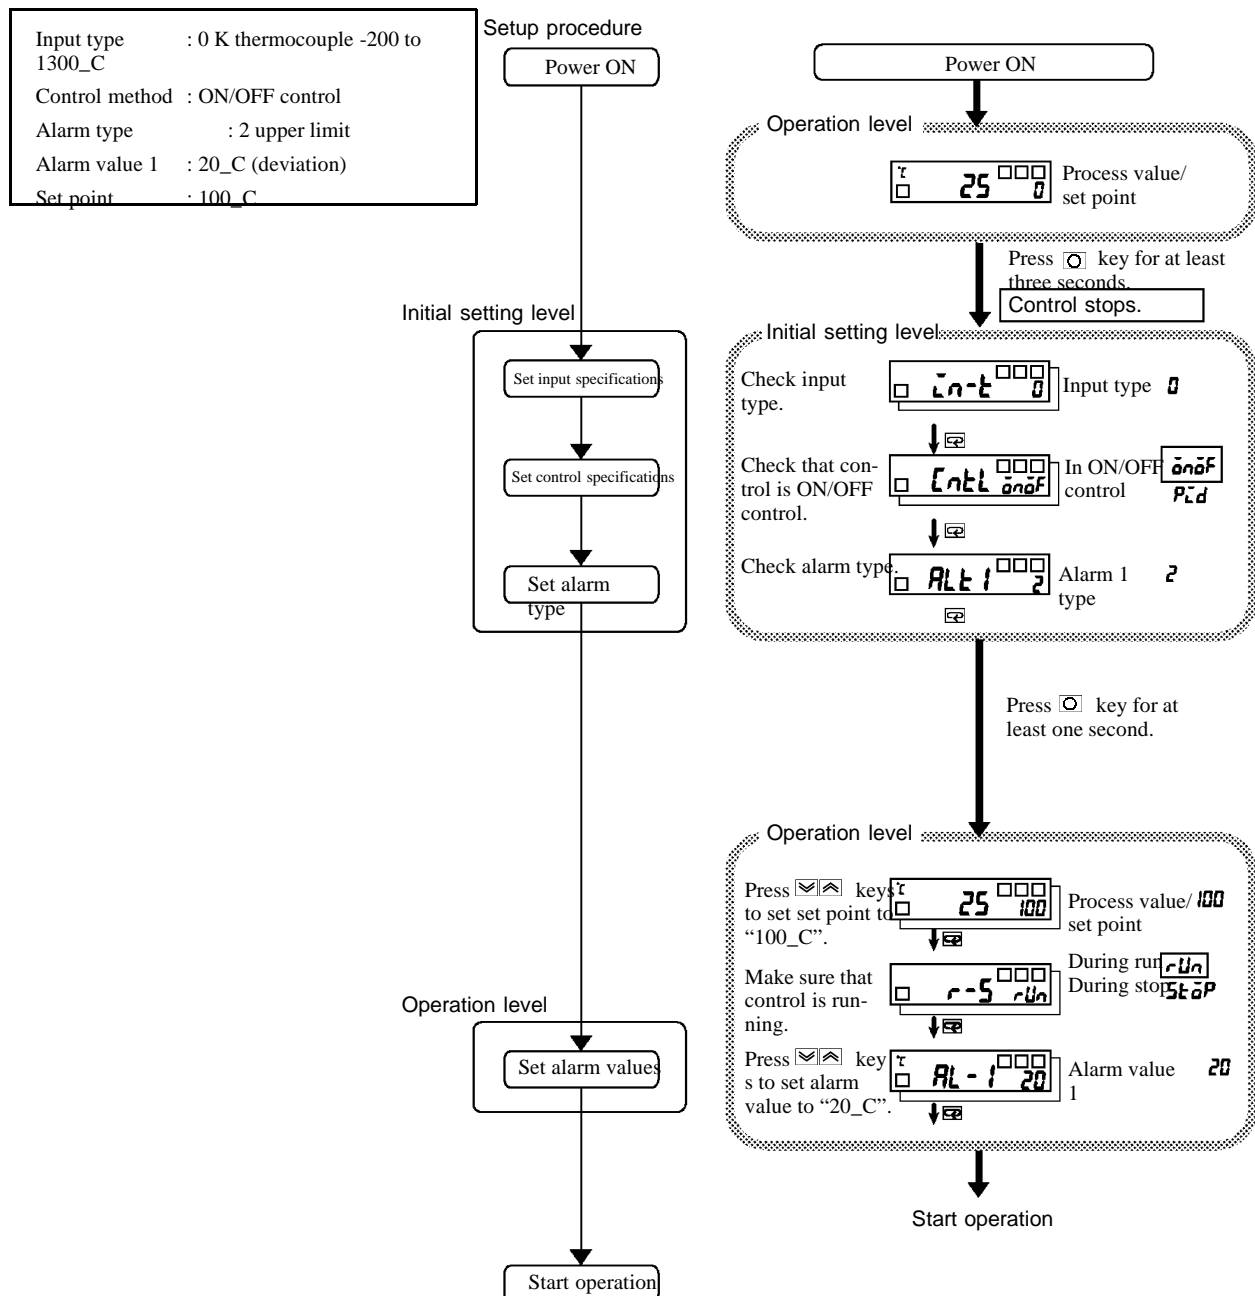 Input type : 0 K thermocouple -200 to
1300_C
Control method : ON/OFF control
Alarm type : 2 upper limit
Alarm value 1 : 20_C (deviation)
Set point : 100_C
Setup procedure
Power ON
Initial setting level
Set input specifications
Set control specifications
Set alarm
type
Operation level
Set alarm values
Start operation
Power ON
Operation level
℃ 25 0
Process value/
set point
Press key for at least
three seconds.
Control stops.
Initial setting level
Check input
type.
in-t 0
Input type 0
Check that con-
trol is ON/OFF
control.
Cntl onof
In ON/OFF onof
control pid
Check alarm type.
ALt1 2
Alarm 1 2
type
Press key for at
least one second.
Operation level
Press keys
to set set point to
“100_C”.
℃ 25 100
Process value/ 100
set point
Make sure that
control is run-
ning.
r-s run
During run run
During stop stop
Press key
s to set alarm
value to “20_C”.
℃ AL-1 20
Alarm value 20
1
Start operation